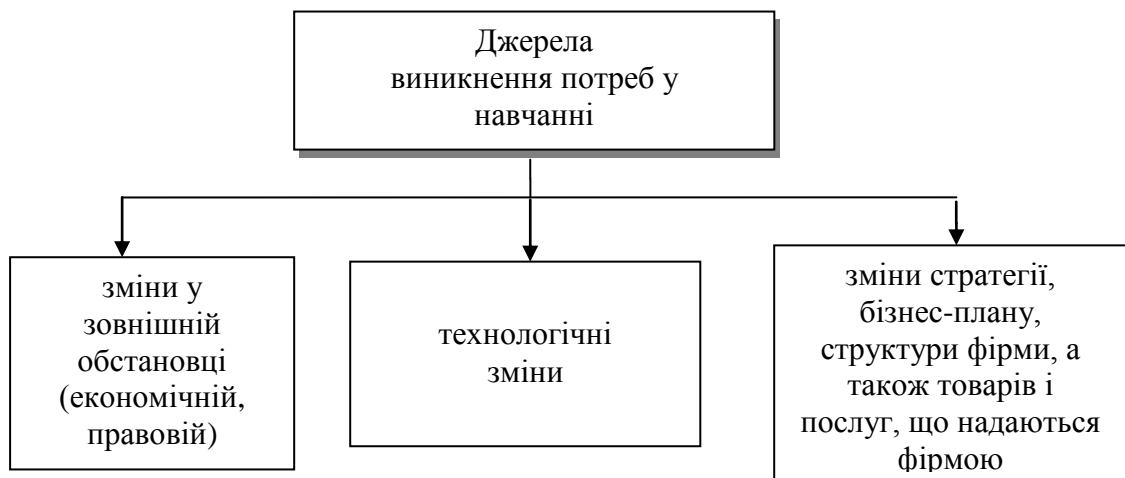 Джерела
виникнення потреб у
навчанні
зміни у
зовнішній
обстановці
(економічній,
правовій)
технологічні
зміни
зміни стратегії,
бізнес-плану,
структури фірми, а
також товарів і
послуг, що надаються
фірмою